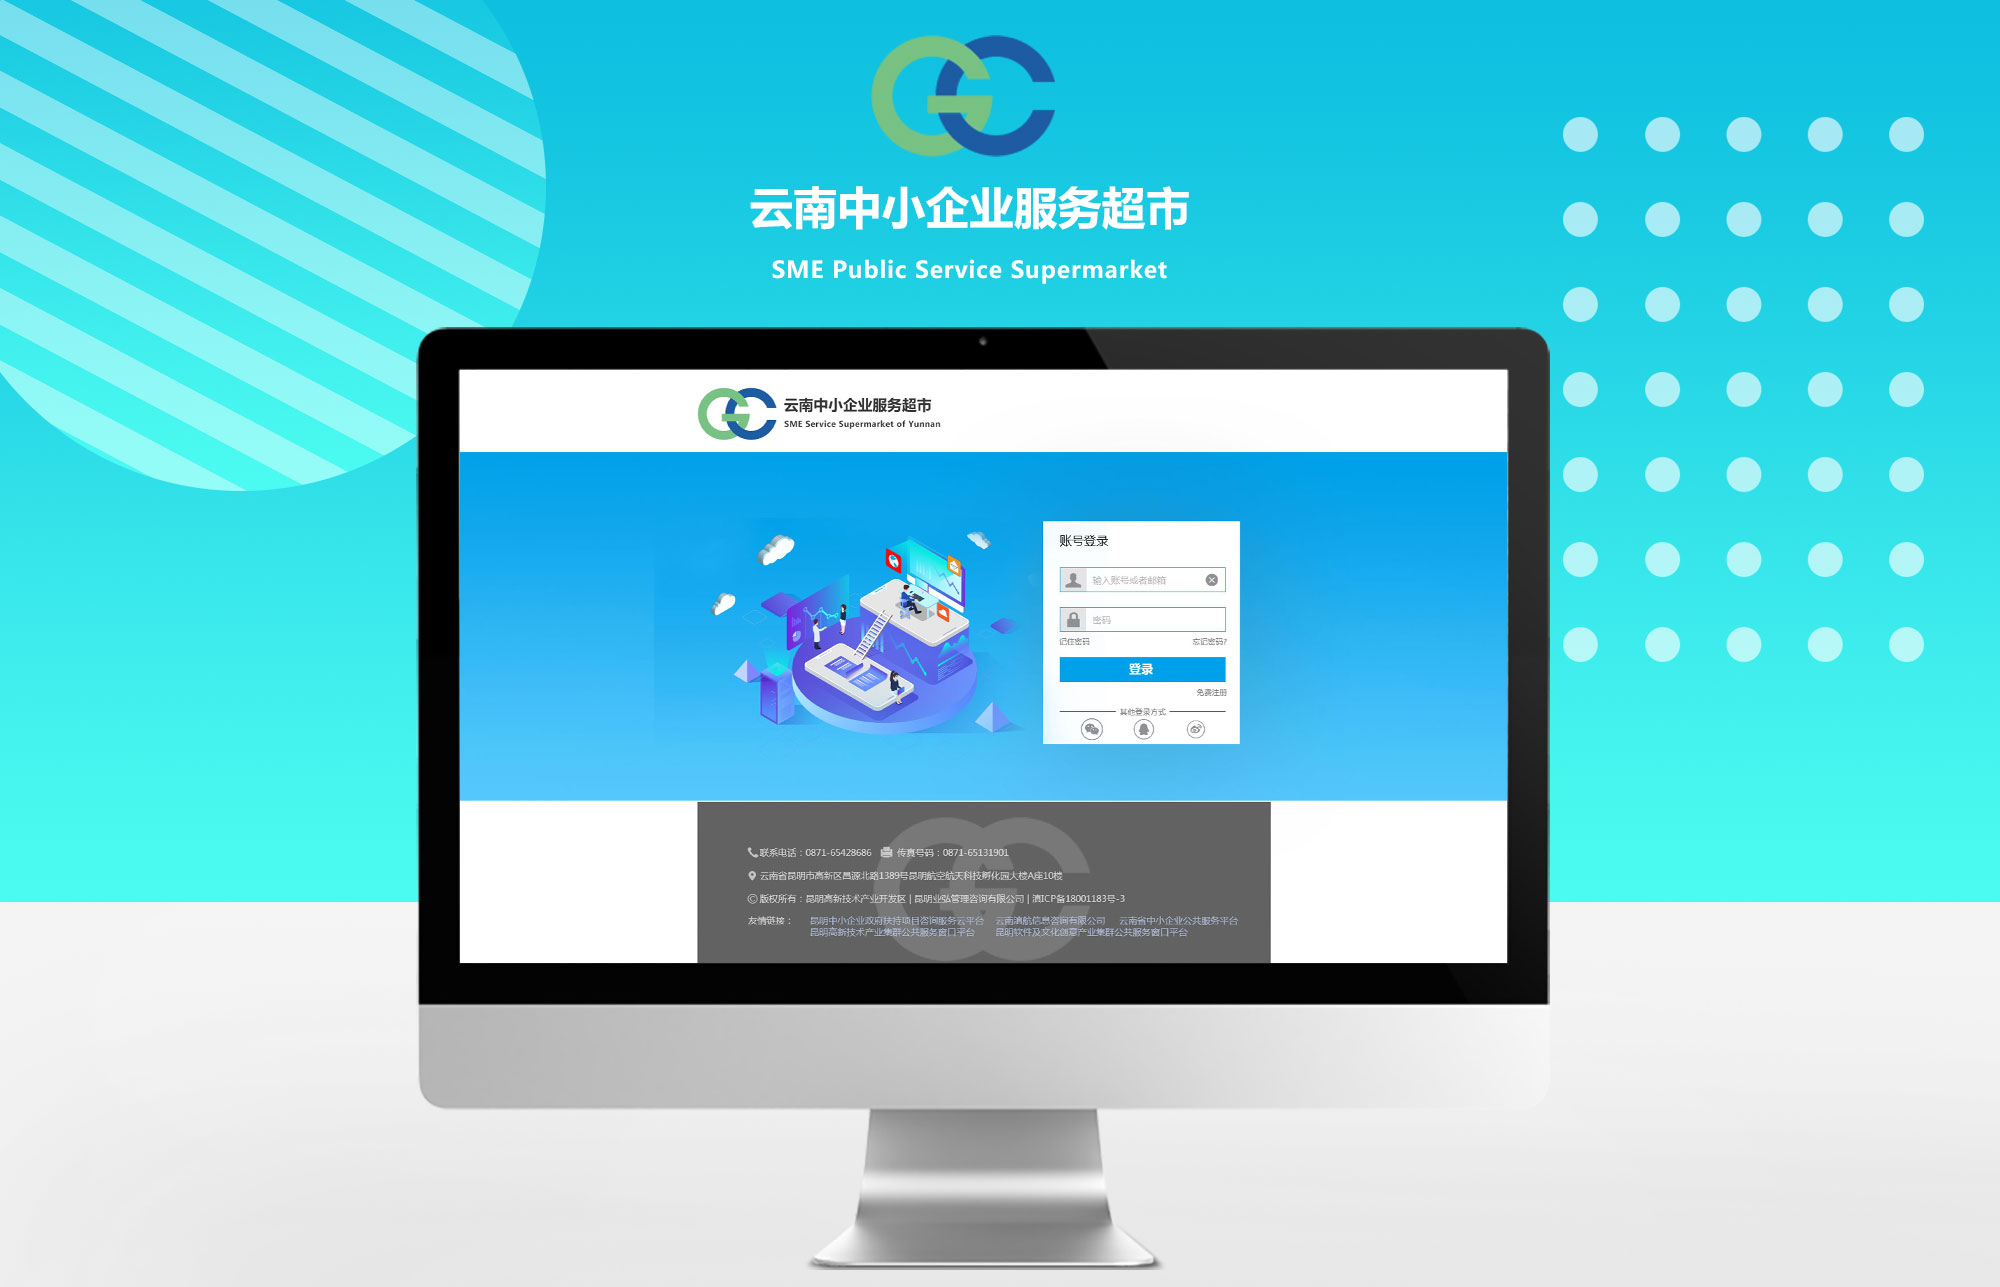 云南中小企业服务超市
SME Public Service Supermarket
云南中小企业服务超市
SME Service Supermarket of Yunnan
账号登录
输入账号或者邮箱
密码
记住密码 忘记密码?
登录
免费注册
其他登录方式
联系电话：0871-65428686 传真号码：0871-65131901
云南省昆明市高新区昌源北路1389号昆明航空航天科技孵化园大楼A座10楼
版权所有：昆明高新技术产业开发区 | 昆明业弘管理咨询有限公司 | 滇ICP备18001183号-3
友情链接： 昆明中小企业政府扶持项目咨询服务云平台 云南滇航信息咨询有限公司 云南省中小企业公共服务平台
昆明高新技术产业集群公共服务窗口平台 昆明软件及文化创意产业集群公共服务窗口平台